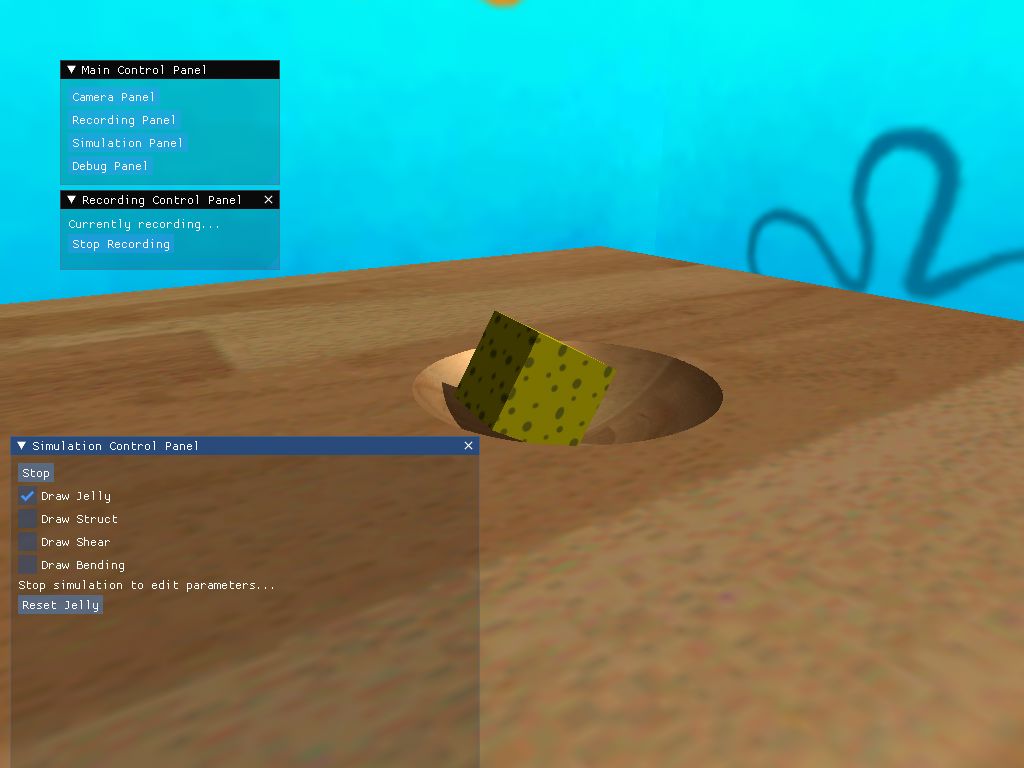 Main Control Panel
Camera Panel
Recording Panel
Simulation Panel
Debug Panel
Recording Control Panel
Currently recording...
Stop Recording
Simulation Control Panel
Stop
Draw Jelly
Draw Struct
Draw Shear
Draw Bending
Stop simulation to edit parameters...
Reset Jelly